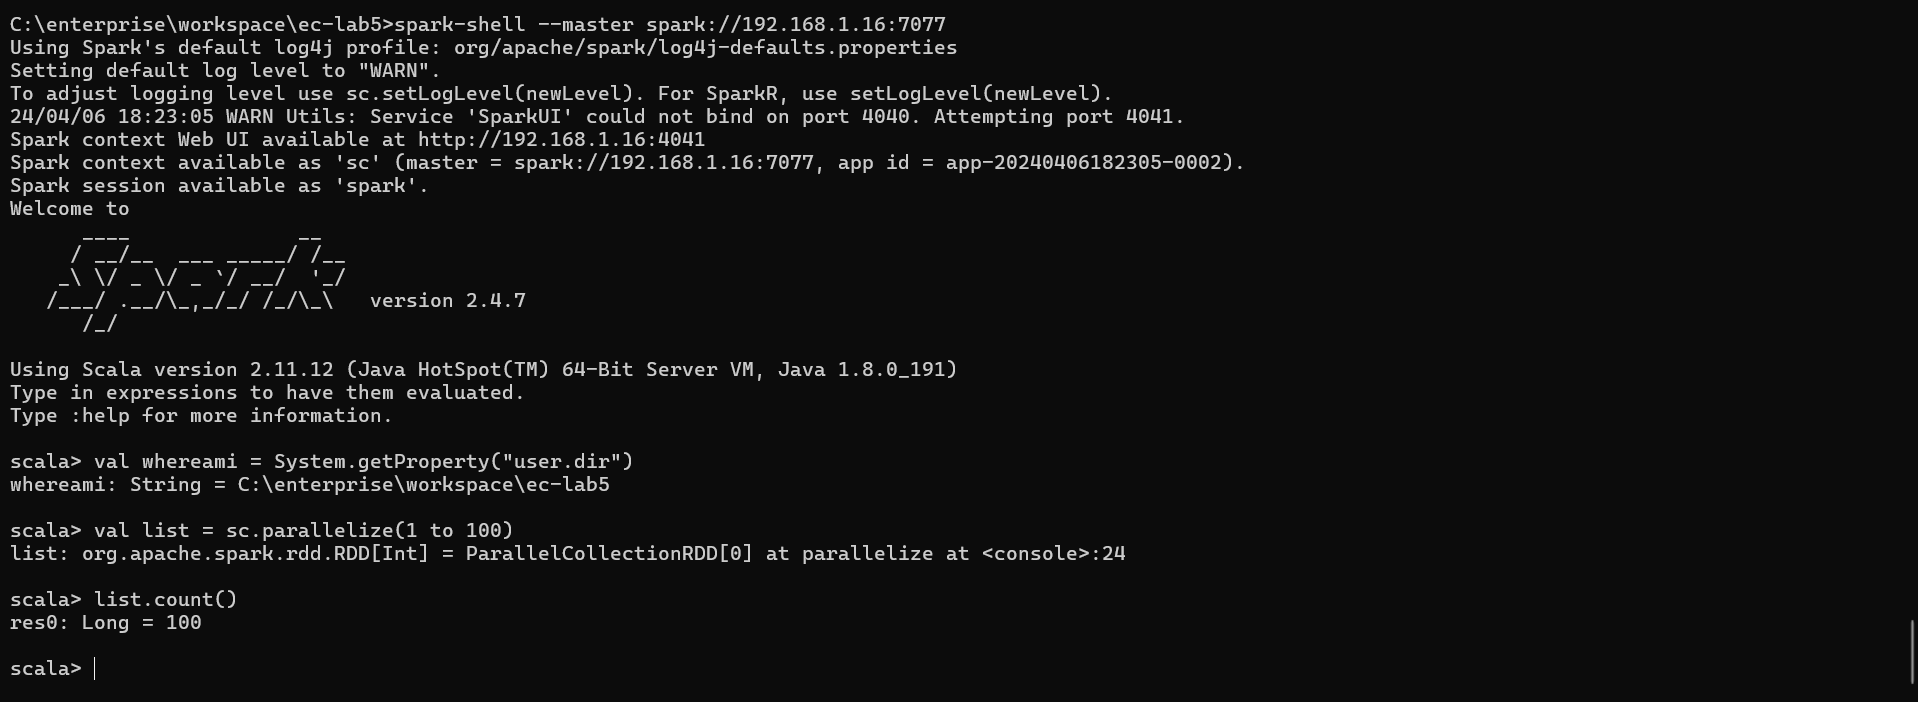 C:\enterprise\workspace\ec-lab5>spark-shell --master spark://192.168.1.16:7077
Using Spark's default log4j profile: org/apache/spark/log4j-defaults.properties
Setting default log level to "WARN".
To adjust logging level use sc.setLogLevel(newLevel). For SparkR, use setLogLevel(newLevel).
24/04/06 18:23:05 WARN Utils: Service 'SparkUI' could not bind on port 4040. Attempting port 4041.
Spark context Web UI available at http://192.168.1.16:4041
Spark context available as 'sc' (master = spark://192.168.1.16:7077, app id = app-20240406182305-0002).
Spark session available as 'spark'.
Welcome to
      ____              __
     / __/__  ___ _____/ /__
    _\ \/ _ \/ _ `/ __/  '_/
   /___/ .__/\_,_/_/ /_/\_\   version 2.4.7
      /_/
Using Scala version 2.11.12 (Java HotSpot(TM) 64-Bit Server VM, Java 1.8.0_191)
Type in expressions to have them evaluated.
Type :help for more information.
scala> val whereami = System.getProperty("user.dir")
whereami: String = C:\enterprise\workspace\ec-lab5
scala> val list = sc.parallelize(1 to 100)
list: org.apache.spark.rdd.RDD[Int] = ParallelCollectionRDD[0] at parallelize at <console>:24
scala> list.count()
res0: Long = 100
scala>